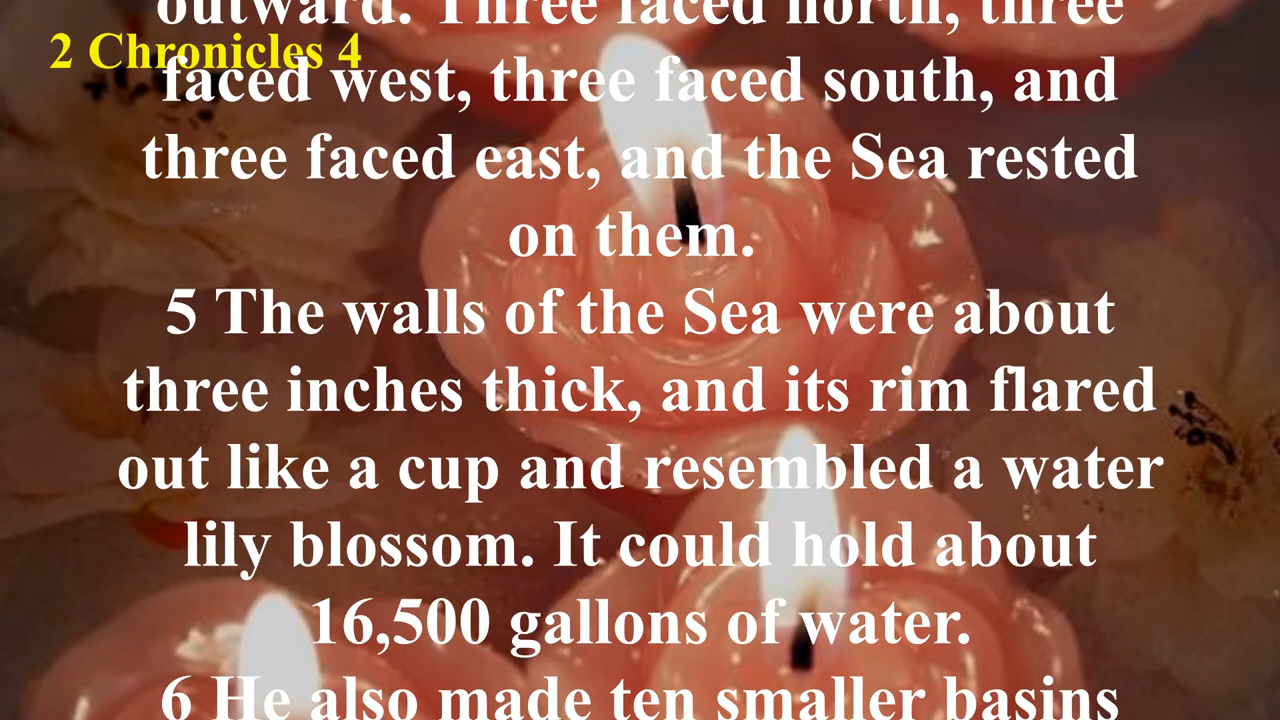 outward. Three faced north, three
2 Chronicles 4
faced west, three faced south, and
three faced east, and the Sea rested
on them.
5 The walls of the Sea were about
three inches thick, and its rim flared
out like a cup and resembled a water
lily blossom. It could hold about
16,500 gallons of water.
6 He also made ten smaller basins